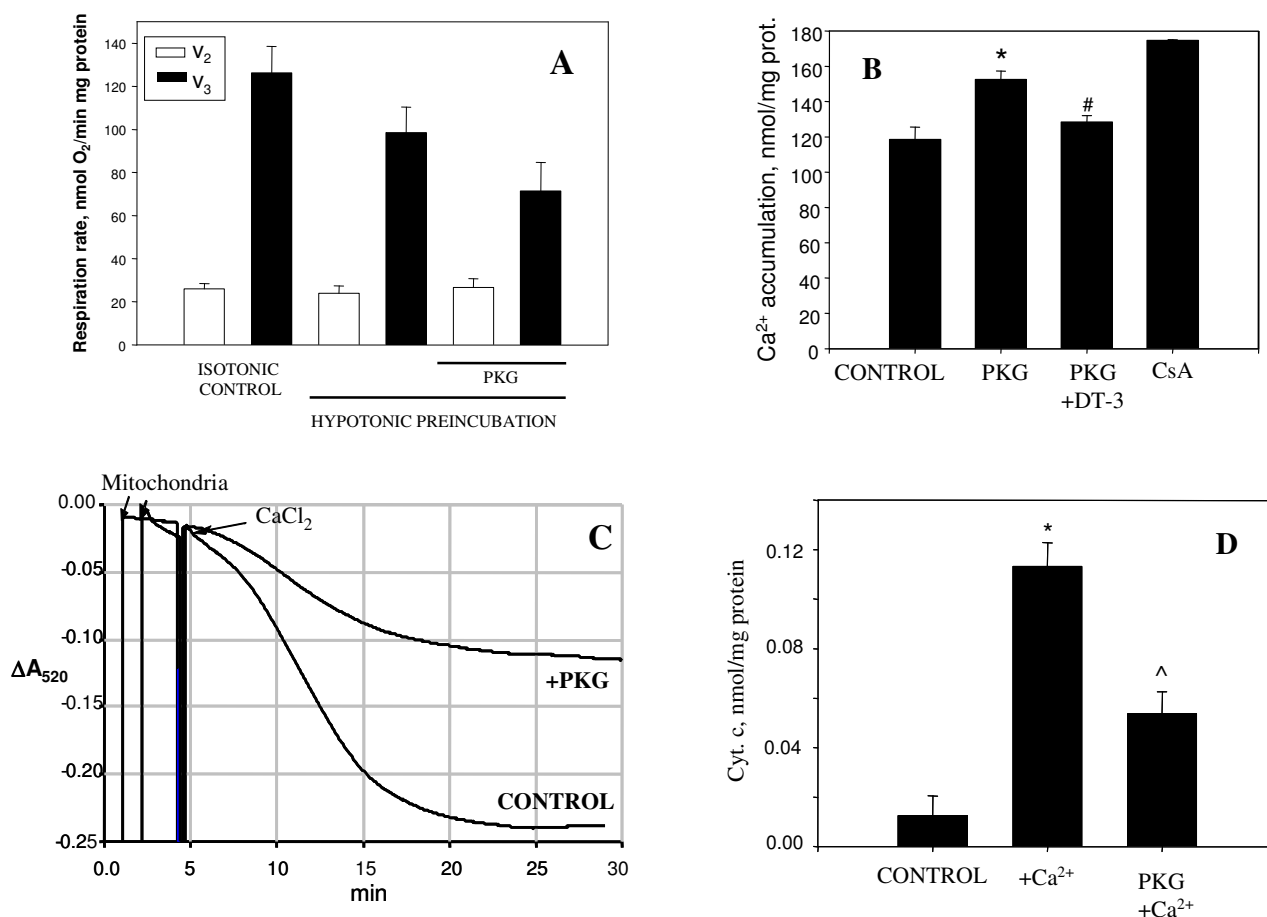 A
V2
V3
Respiration rate, nmol O2/min mg protein
140
120
100
80
60
40
20
0
ISOTONIC
CONTROL
PKG
HYPOTONIC PREINCUBATION
B
Ca2+ accumulation, nmol/mg prot.
180
160
140
120
100
80
60
40
20
0
*
#
CONTROL
PKG
PKG
+DT-3
CsA
Mitochondria
CaCl2
C
0.00
-0.05
-0.10
-0.15
-0.20
-0.25
ΔA520
+PKG
CONTROL
0.0
5
10
15
20
25
30
min
D
Cyt. c, nmol/mg protein
0.12
0.08
0.04
0.00
*
^
CONTROL
+Ca2+
PKG
+Ca2+